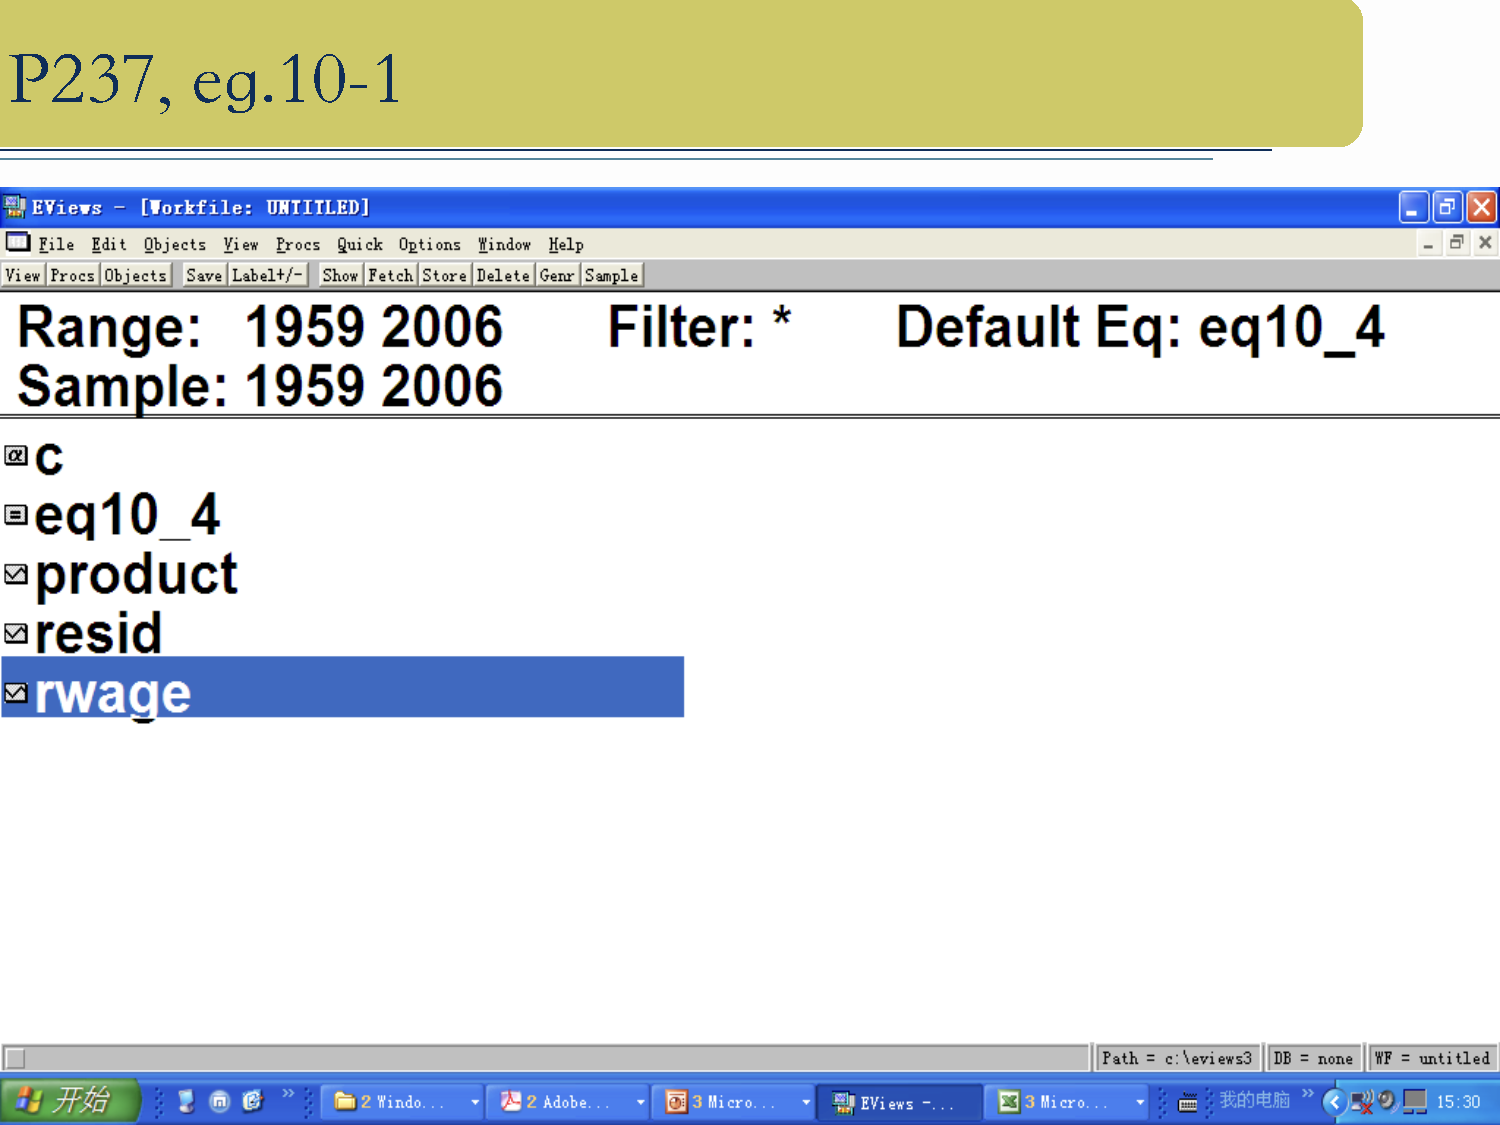 P237, eg.10-1
EViews - [Workfile: UNTITLED]
File Edit Objects View Procs Quick Options Window Help
View Procs Objects Save Label+/- Show Fetch Store Delete Genr Sample
Range: 1959 2006 Filter: * Default Eq: eq10_4
Sample: 1959 2006
c
eq10_4
product
resid
rwage
Path = c:\eviews3 DB = none WF = untitled
开始 2 Windo... 2 Adobe... 3 Micro... EViews -... 3 Micro... 我的电脑 15:30